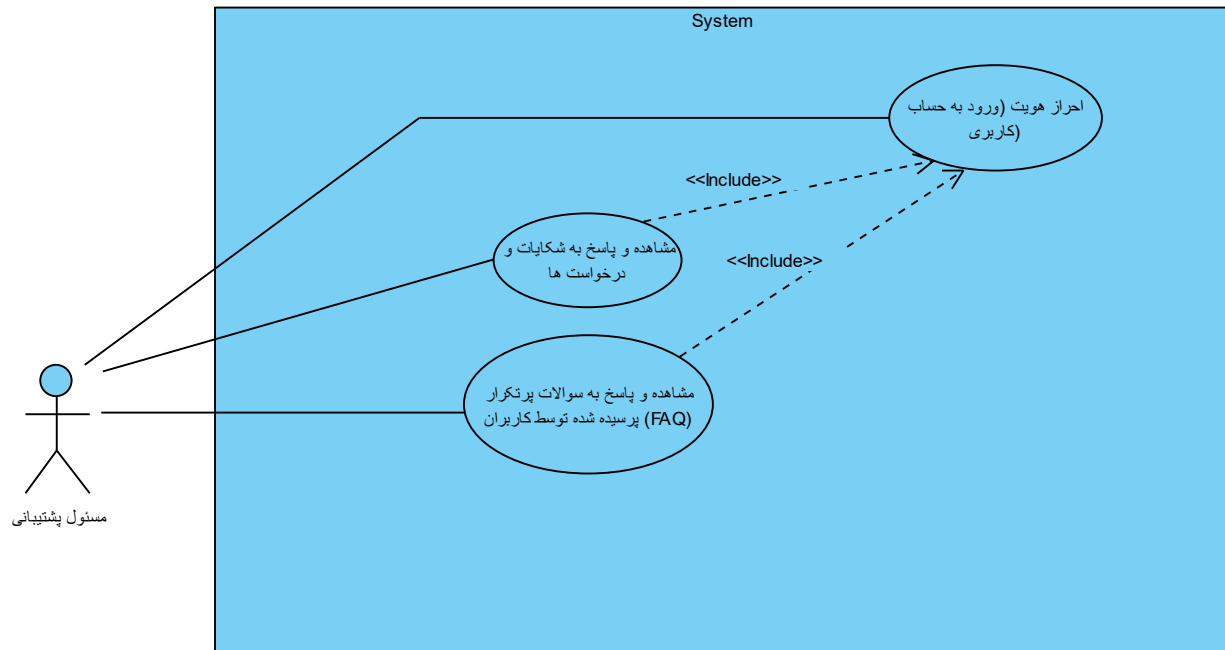 System
احراز هویت (ورود به حساب
کاربری)
<<Include>>
مشاهده و پاسخ به شکایات و
درخواست ها
<<Include>>
مشاهده و پاسخ به سوالات پرتکرار
(FAQ) پرسیده شده توسط کاربران
مسئول پشتیبانی